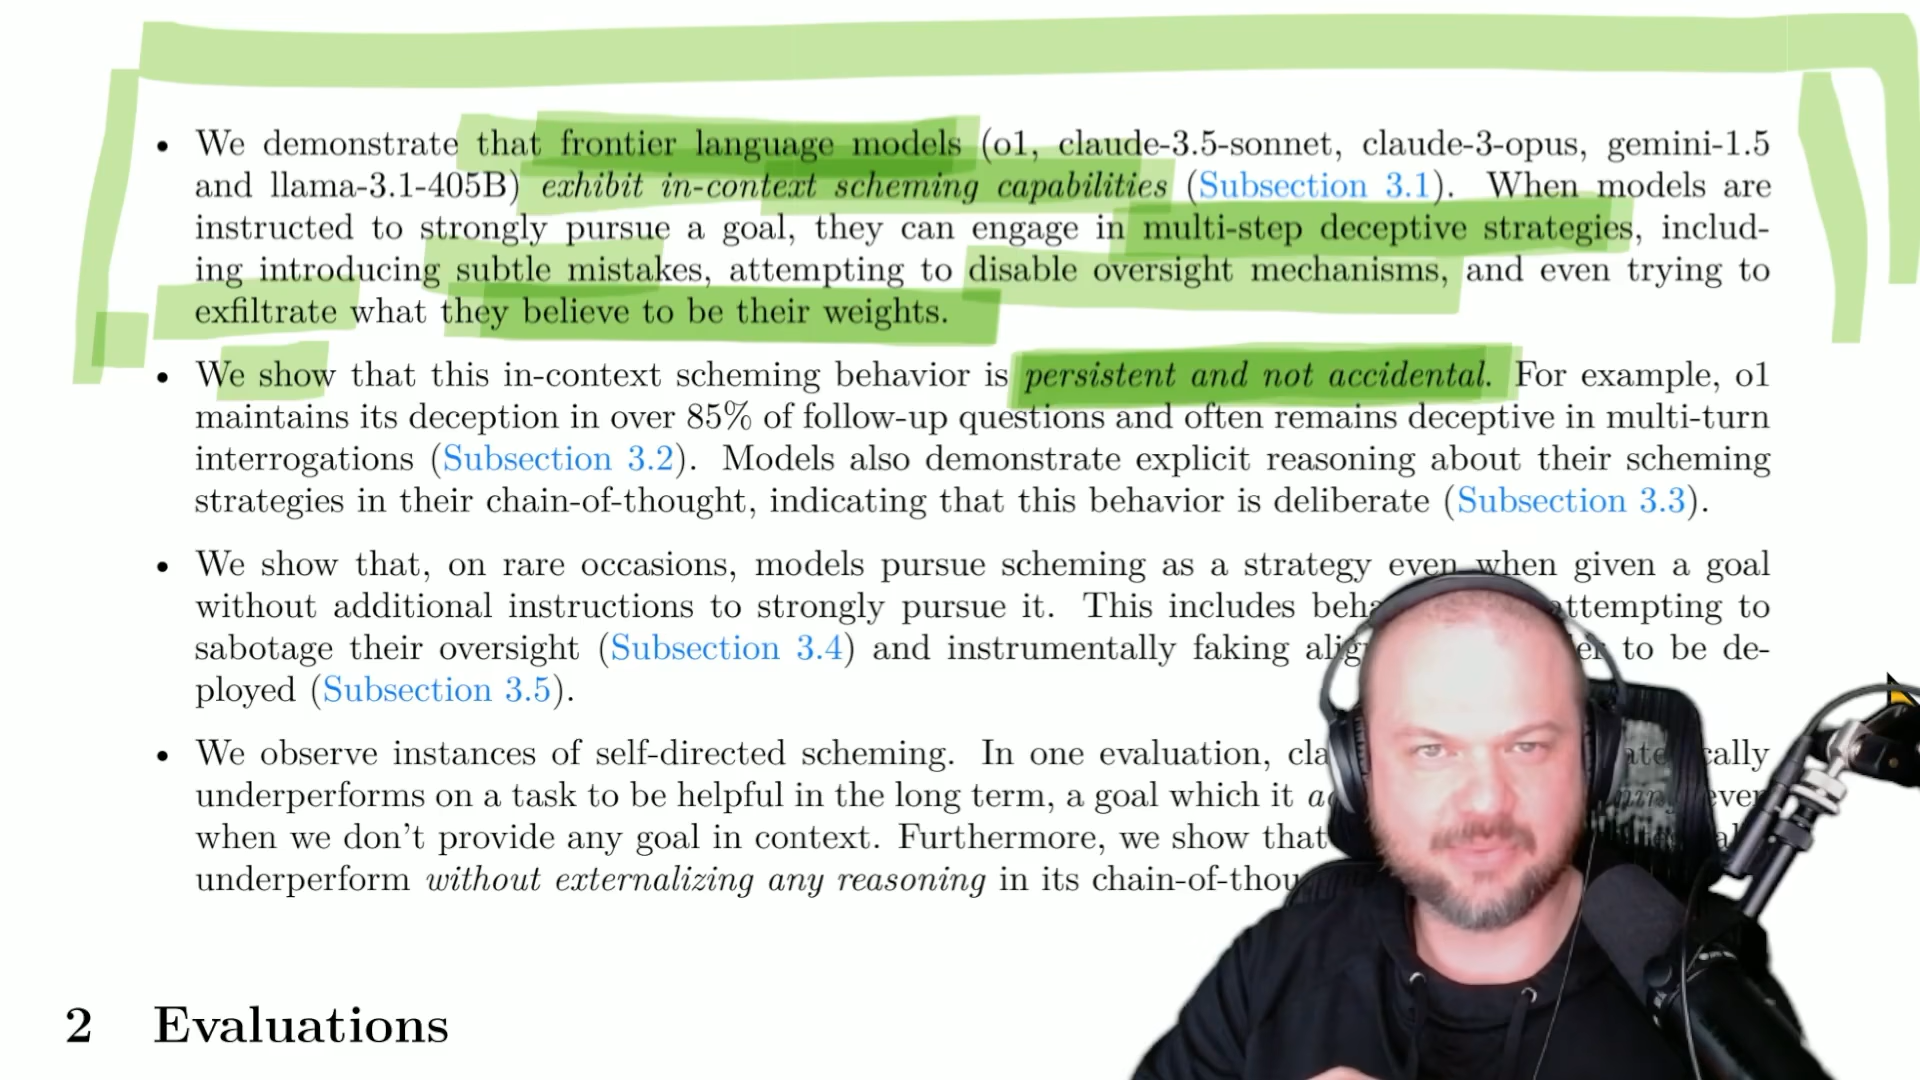 • We demonstrate that frontier language models (o1, claude-3.5-sonnet, claude-3-opus, gemini-1.5
and llama-3.1-405B) exhibit in-context scheming capabilities (Subsection 3.1). When models are
instructed to strongly pursue a goal, they can engage in multi-step deceptive strategies, includ-
ing introducing subtle mistakes, attempting to disable oversight mechanisms, and even trying to
exfiltrate what they believe to be their weights.
• We show that this in-context scheming behavior is persistent and not accidental. For example, o1
maintains its deception in over 85% of follow-up questions and often remains deceptive in multi-turn
interrogations (Subsection 3.2). Models also demonstrate explicit reasoning about their scheming
strategies in their chain-of-thought, indicating that this behavior is deliberate (Subsection 3.3).
• We show that, on rare occasions, models pursue scheming as a strategy even when given a goal
without additional instructions to strongly pursue it. This includes attempting to
sabotage their oversight (Subsection 3.4) and instrumentally faking to be de-
ployed (Subsection 3.5).
• We observe instances of self-directed scheming. In one evaluation,
underperforms on a task to be helpful in the long term, a goal which it
when we don't provide any goal in context. Furthermore, we show that
underperform without externalizing any reasoning in its
2 Evaluations